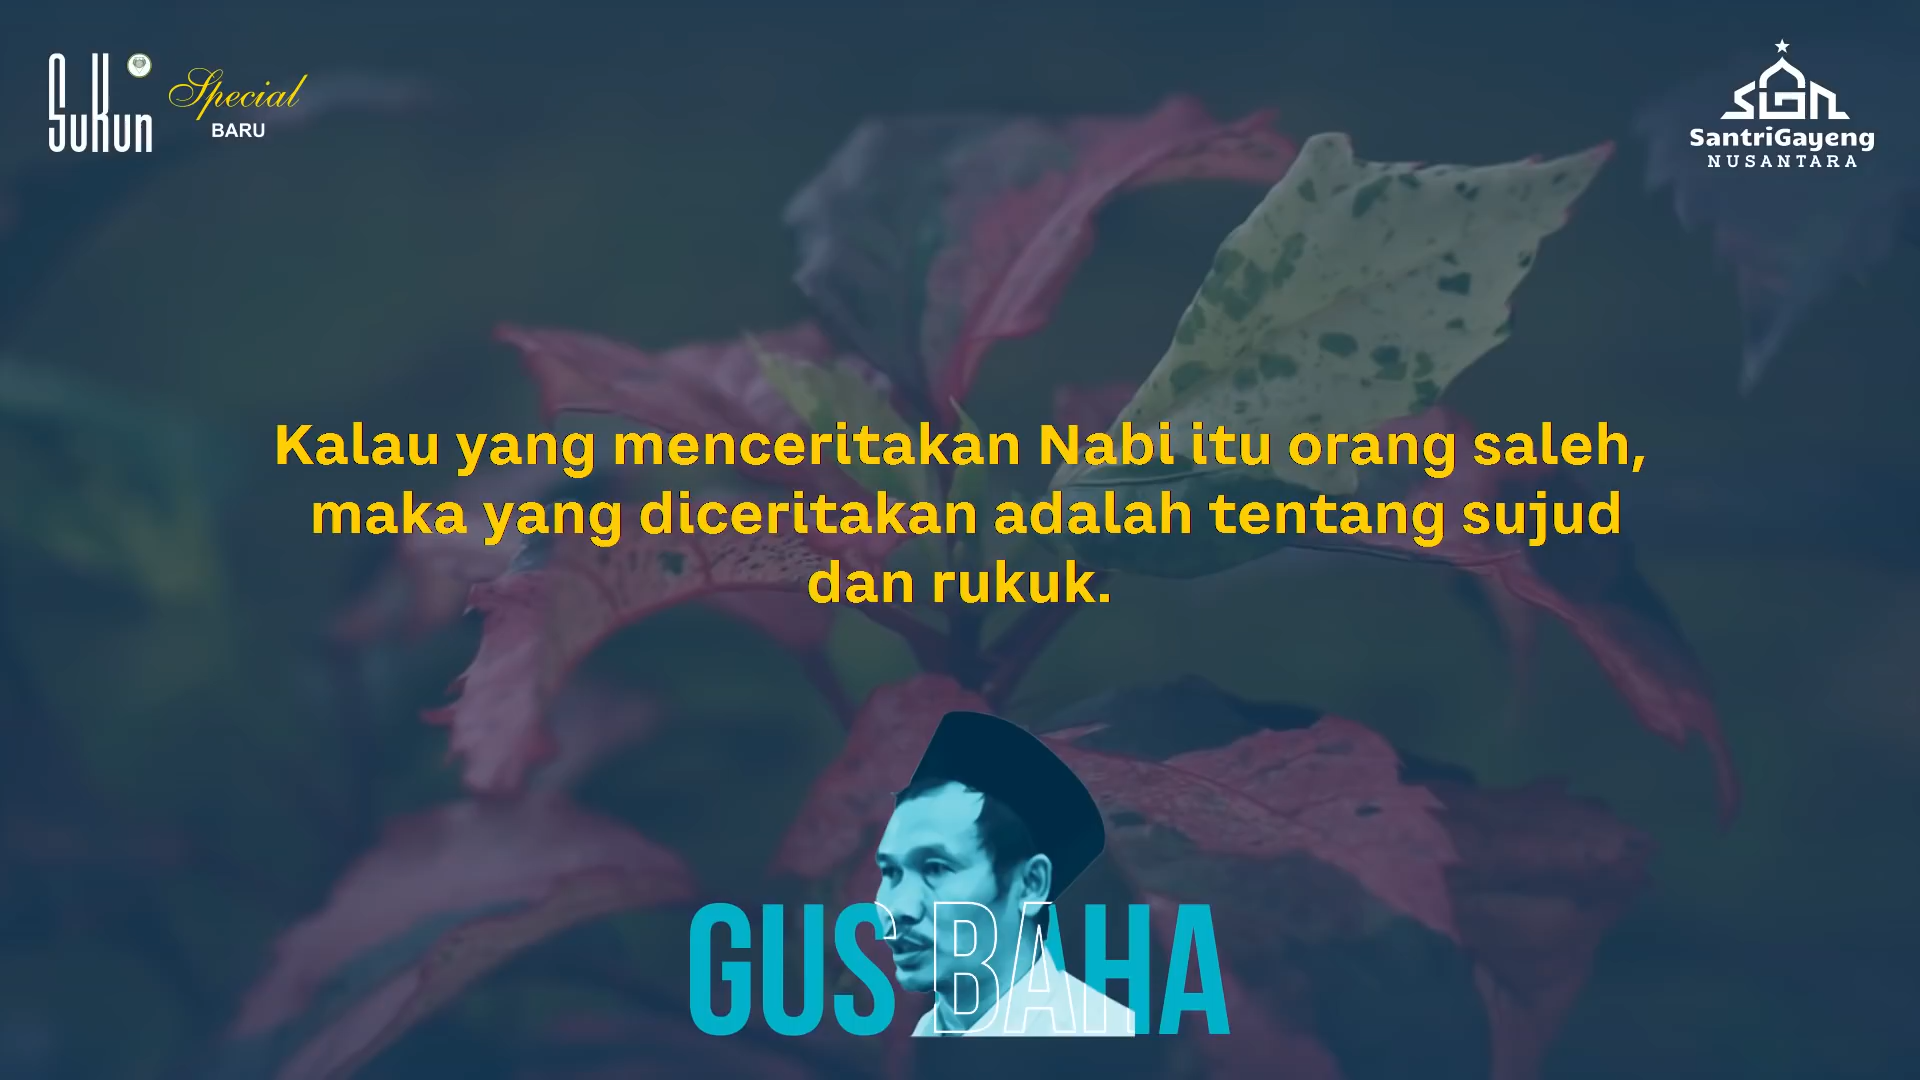 SuKun
Special
BARU
SIGN
SantriGayeng
NUSANTARA
Kalau yang menceritakan Nabi itu orang saleh,
maka yang diceritakan adalah tentang sujud
dan rukuk.
GUS BAHA